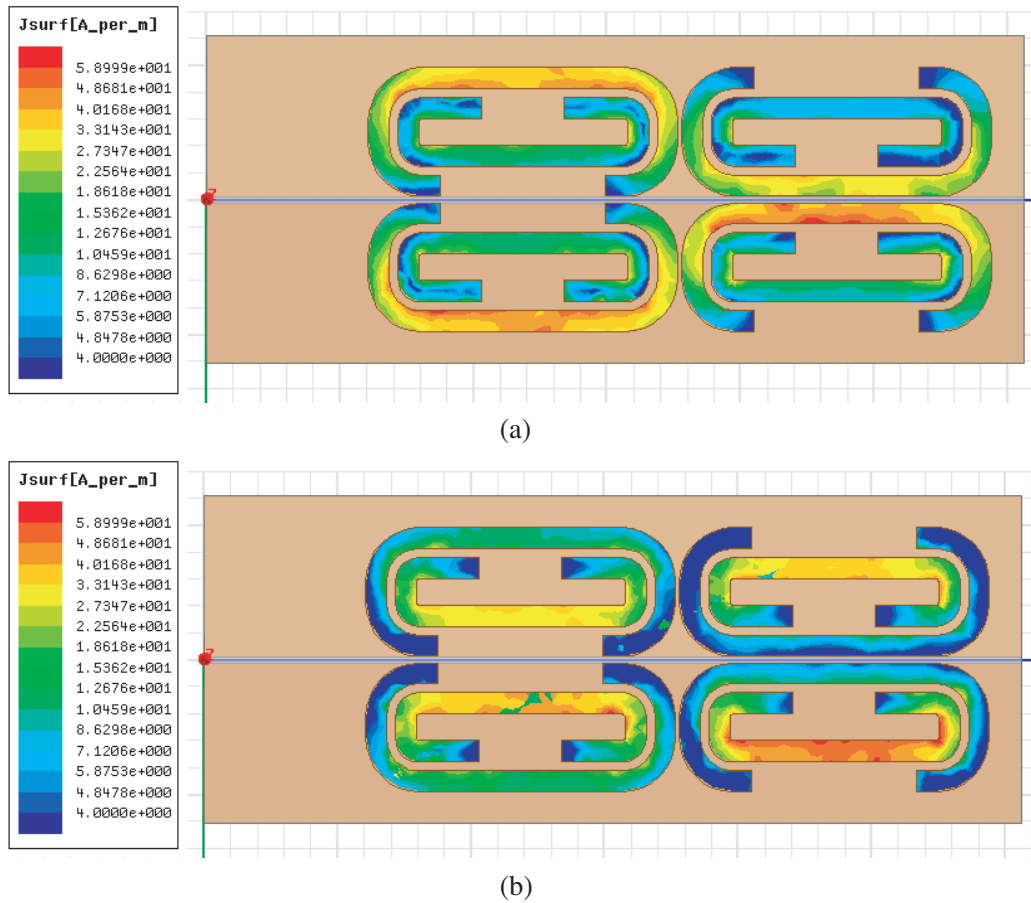 Jsurf[A_per_m]
5.8999e+001
4.8681e+001
4.0168e+001
3.3143e+001
2.7347e+001
2.2564e+001
1.8618e+001
1.5362e+001
1.2676e+001
1.0459e+001
8.6298e+000
7.1206e+000
5.8753e+000
4.8478e+000
4.0000e+000
Z
(a)
Jsurf[A_per_m]
5.8999e+001
4.8681e+001
4.0168e+001
3.3143e+001
2.7347e+001
2.2564e+001
1.8618e+001
1.5362e+001
1.2676e+001
1.0459e+001
8.6298e+000
7.1206e+000
5.8753e+000
4.8478e+000
4.0000e+000
Z
(b)